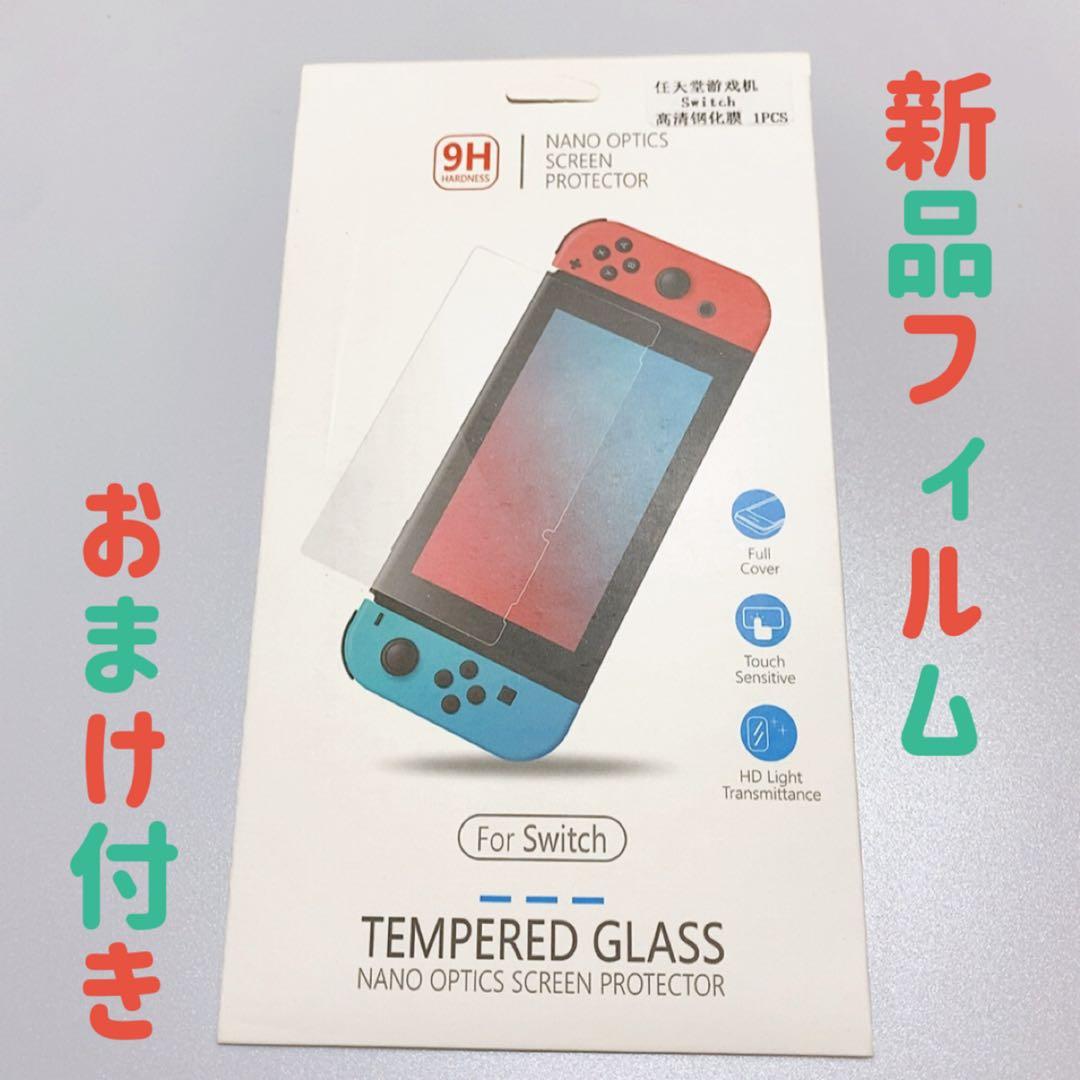 任天堂游戏机
Switch
高清钢化膜 1PCS
9H
HARDNESS
NANO OPTICS
SCREEN
PROTECTOR
新品フィルム
おまけ付き
Full
Cover
Touch
Sensitive
HD Light
Transmittance
For Switch
TEMPERED GLASS
NANO OPTICS SCREEN PROTECTOR